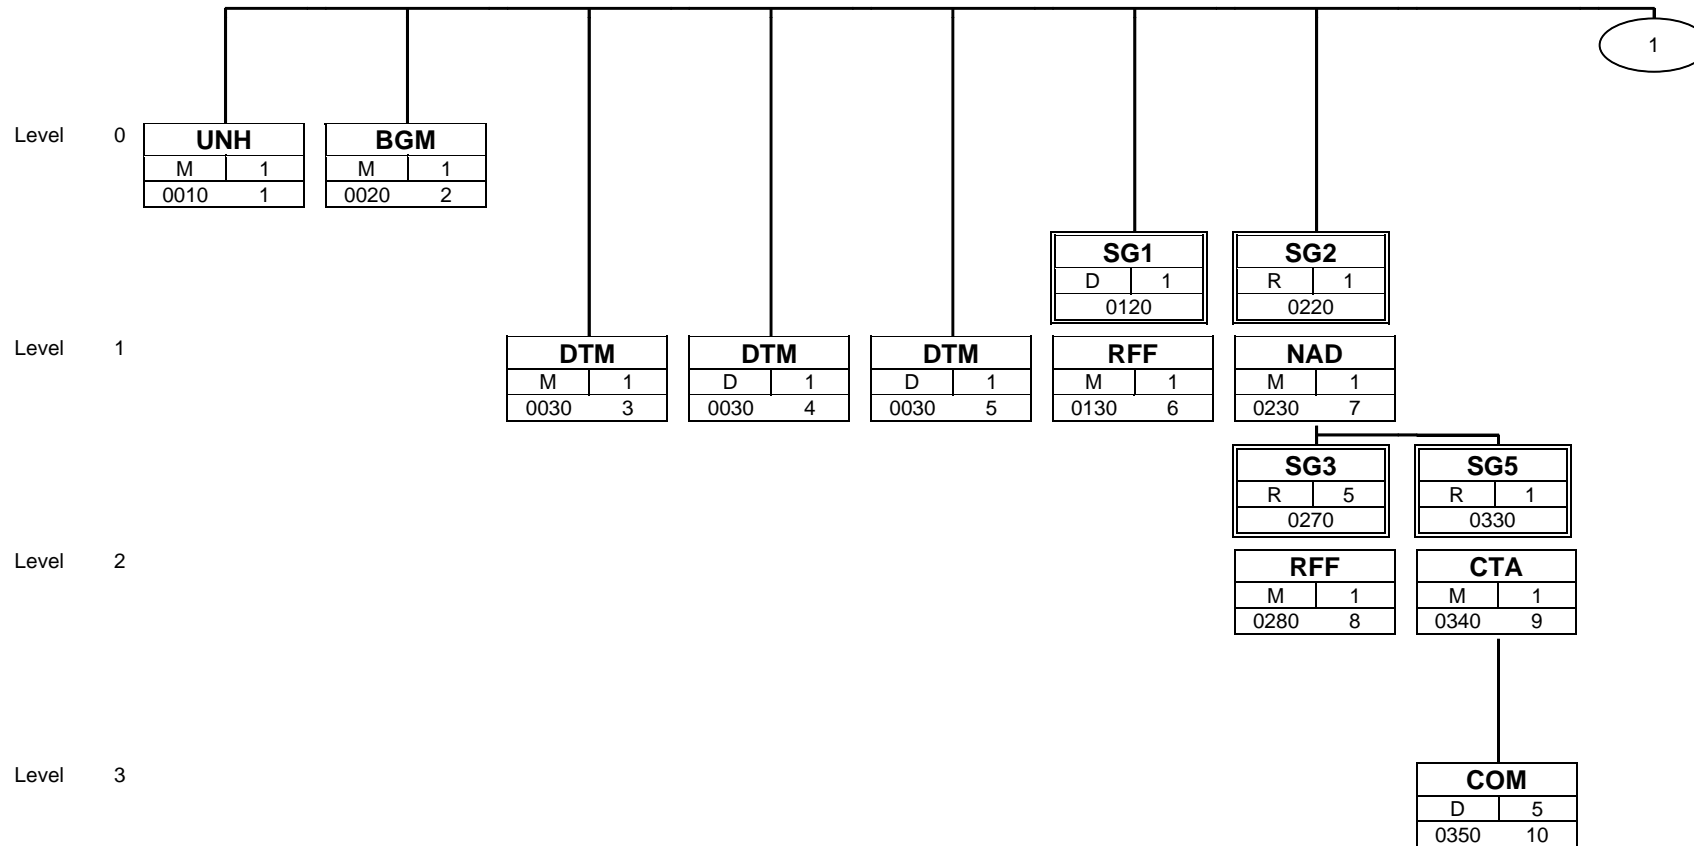 1
Level 0
UNH BGM
M 1 M 1
0010 1 0020 2
SG1 SG2
D 1 R 1
0120 0220
Level 1
DTM DTM DTM RFF NAD
M 1 D 1 D 1 M 1 M 1
0030 3 0030 4 0030 5 0130 6 0230 7
SG3 SG5
R 5 R 1
0270 0330
Level 2
RFF CTA
M 1 M 1
0280 8 0340 9
Level 3
COM
D 5
0350 10